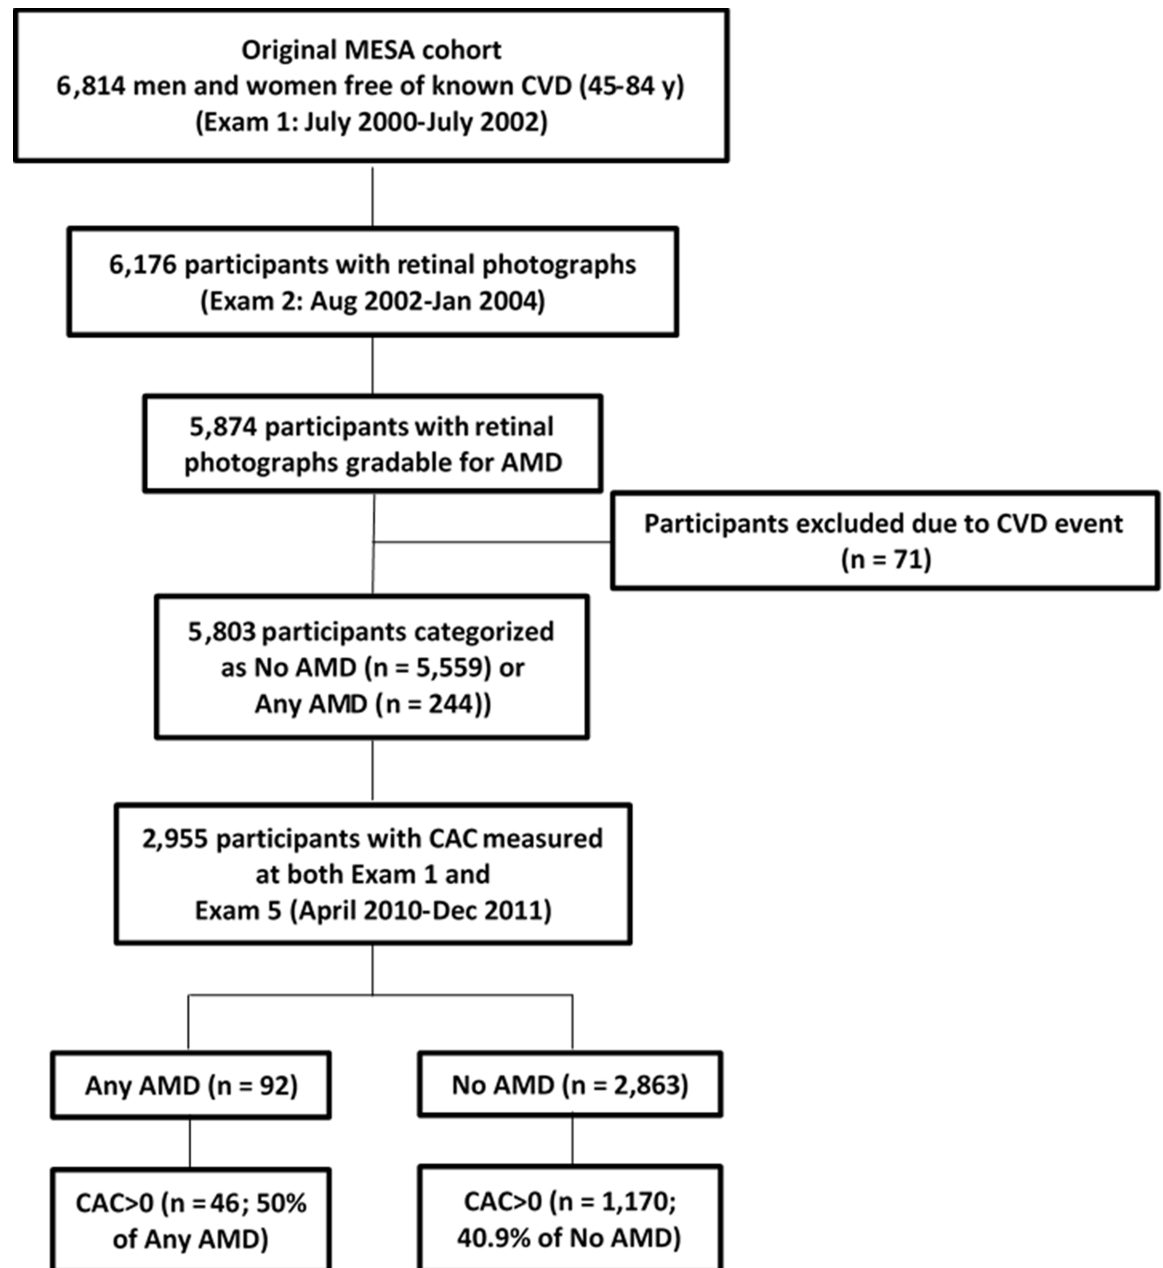 Original MESA cohort
6,814 men and women free of known CVD (45-84 y)
(Exam 1: July 2000-July 2002)
6,176 participants with retinal photographs
(Exam 2: Aug 2002-Jan 2004)
5,874 participants with retinal
photographs gradable for AMD
Participants excluded due to CVD event
(n = 71)
5,803 participants categorized
as No AMD (n = 5,559) or
Any AMD (n = 244))
2,955 participants with CAC measured
at both Exam 1 and
Exam 5 (April 2010-Dec 2011)
Any AMD (n = 92)
No AMD (n = 2,863)
CAC>0 (n = 46; 50%
of Any AMD)
CAC>0 (n = 1,170;
40.9% of No AMD)